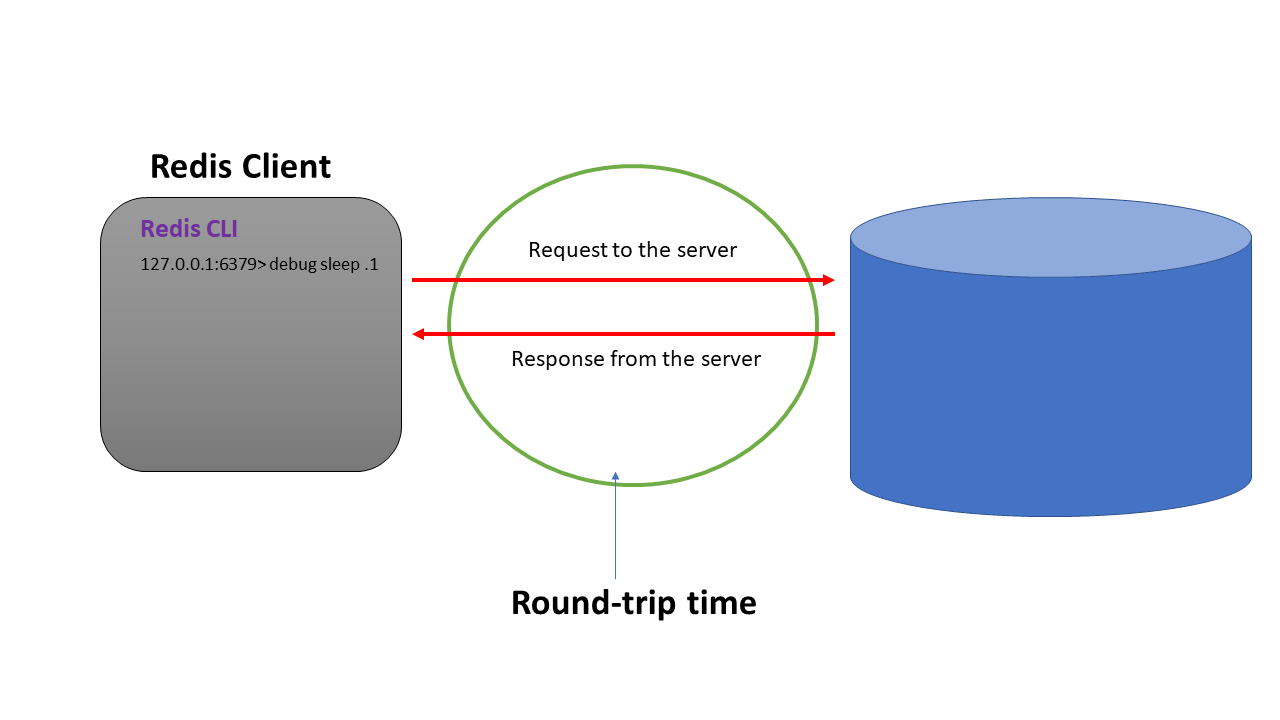 Redis Client
Redis CLI
127.0.0.1:6379> debug sleep .1
Request to the server
Response from the server
Round-trip time